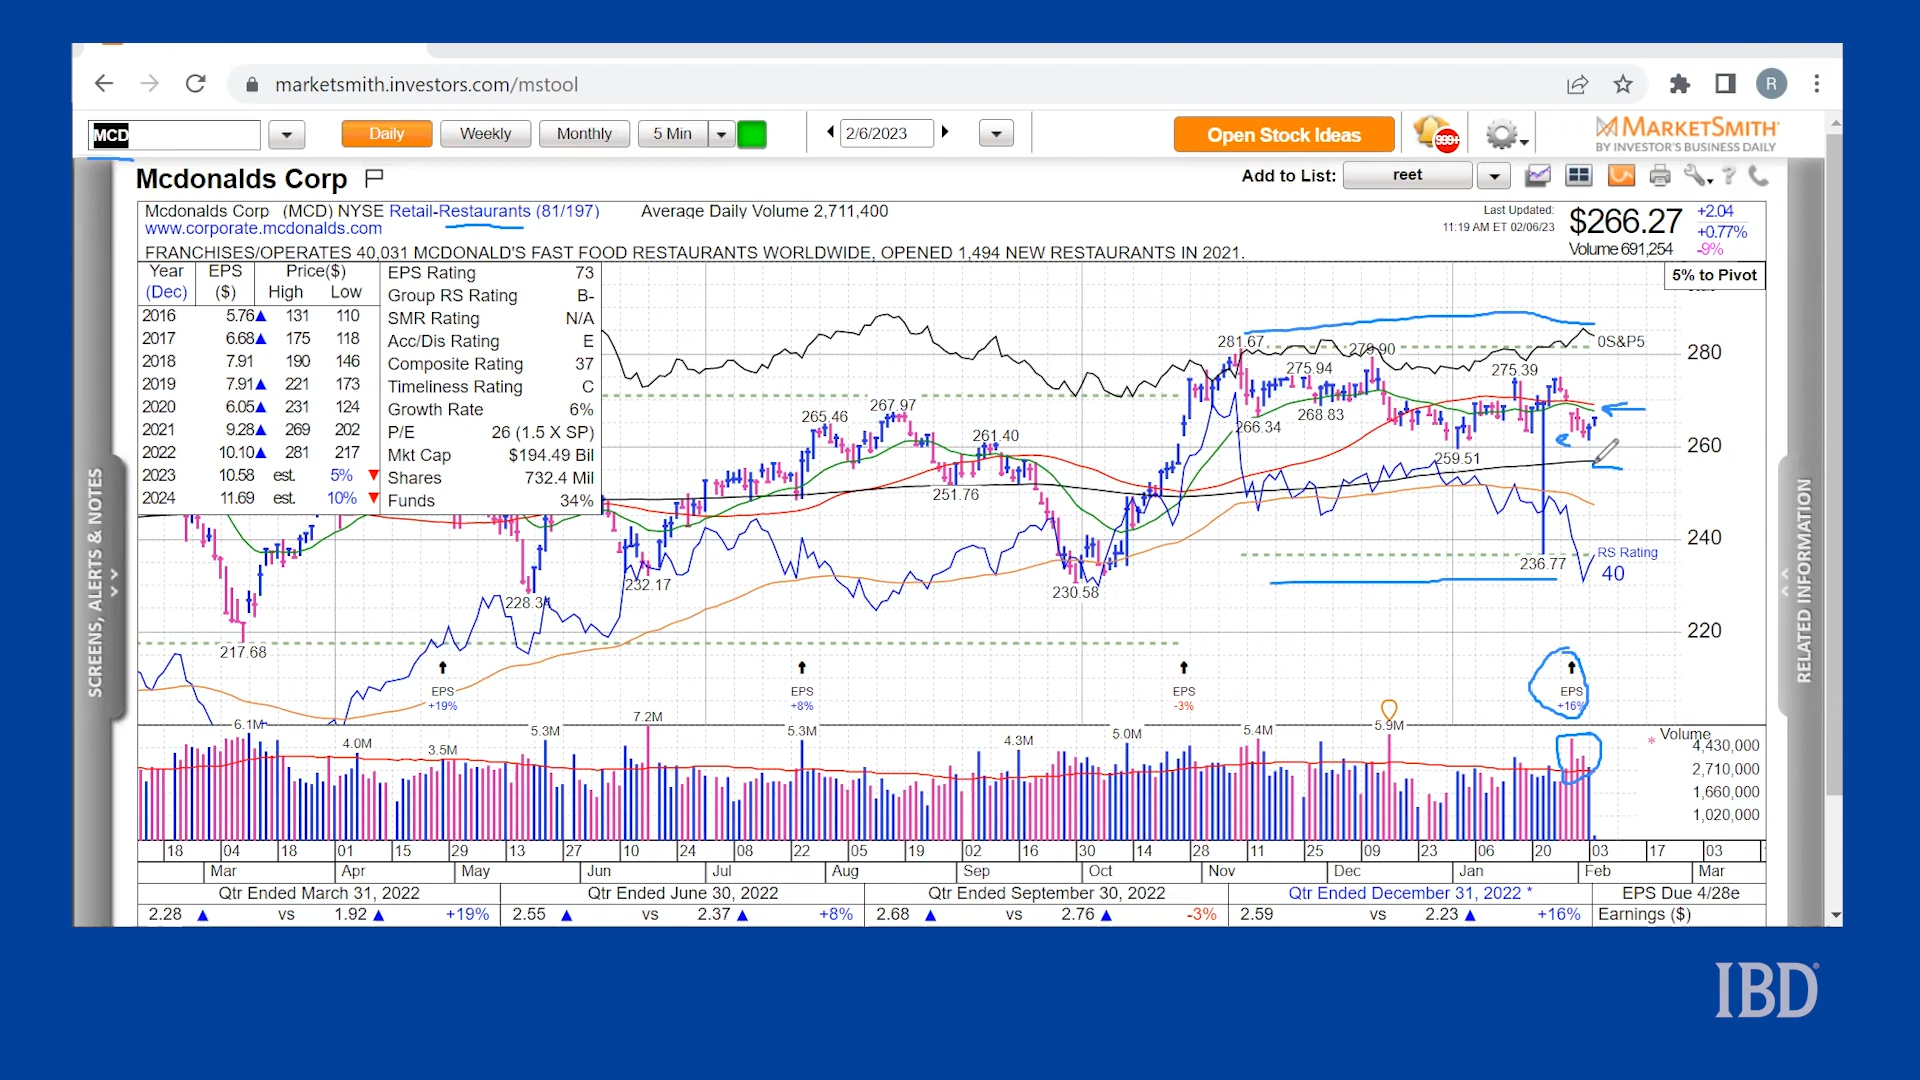 marketsmith.investors.com/mstool
R
MCD
Daily
Weekly
Monthly
5 Min
2/6/2023
Open Stock Ideas
999+
MARKETSMITH
BY INVESTOR'S BUSINESS DAILY
Mcdonalds Corp
Add to List:
reet
Mcdonalds Corp (MCD) NYSE Retail-Restaurants (81/197) Average Daily Volume 2,711,400
www.corporate.mcdonalds.com
FRANCHISES/OPERATES 40,031 MCDONALD'S FAST FOOD RESTAURANTS WORLDWIDE, OPENED 1,494 NEW RESTAURANTS IN 2021.
Last Updated:
11:19 AM ET 02/06/23
$266.27
+2.04
+0.77%
Volume 691,254
-9%
5% to Pivot
Year EPS Price($)
(Dec) ($) High Low
2016 5.76 131 110
2017 6.68 175 118
2018 7.91 190 146
2019 7.91 221 173
2020 6.05 231 124
2021 9.28 269 202
2022 10.10 281 217
2023 10.58 est. 5%
2024 11.69 est. 10%
EPS Rating 73
Group RS Rating B-
SMR Rating N/A
Acc/Dis Rating E
Composite Rating 37
Timeliness Rating C
Growth Rate 6%
P/E 26 (1.5 X SP)
Mkt Cap $194.49 Bil
Shares 732.4 Mil
Funds 34%
0S&P5
281.67
279.90
275.94
275.39
280
265.46
267.97
268.83
266.34
261.40
260
259.51
251.76
240
236.77
RS Rating
40
232.17
230.58
228.34
220
217.68
EPS
+19%
EPS
+8%
EPS
-3%
EPS
+16%
6.1M
4.0M
3.5M
5.3M
7.2M
5.3M
4.3M
5.0M
5.4M
5.9M
Volume
4,430,000
2,710,000
1,660,000
1,020,000
18 04 18 01 15 29 13 27 10 24 08 22 05 19 02 16 30 14 28 11 25 09 23 06 20 03 17 03
Mar Apr May Jun Jul Aug Sep Oct Nov Dec Jan Feb Mar
Qtr Ended March 31, 2022 Qtr Ended June 30, 2022 Qtr Ended September 30, 2022 Qtr Ended December 31, 2022 * EPS Due 4/28e
2.28 vs 1.92 +19% 2.55 vs 2.37 +8% 2.68 vs 2.76 -3% 2.59 vs 2.23 +16% Earnings ($)
SCREENS, ALERTS & NOTES
RELATED INFORMATION
IBD